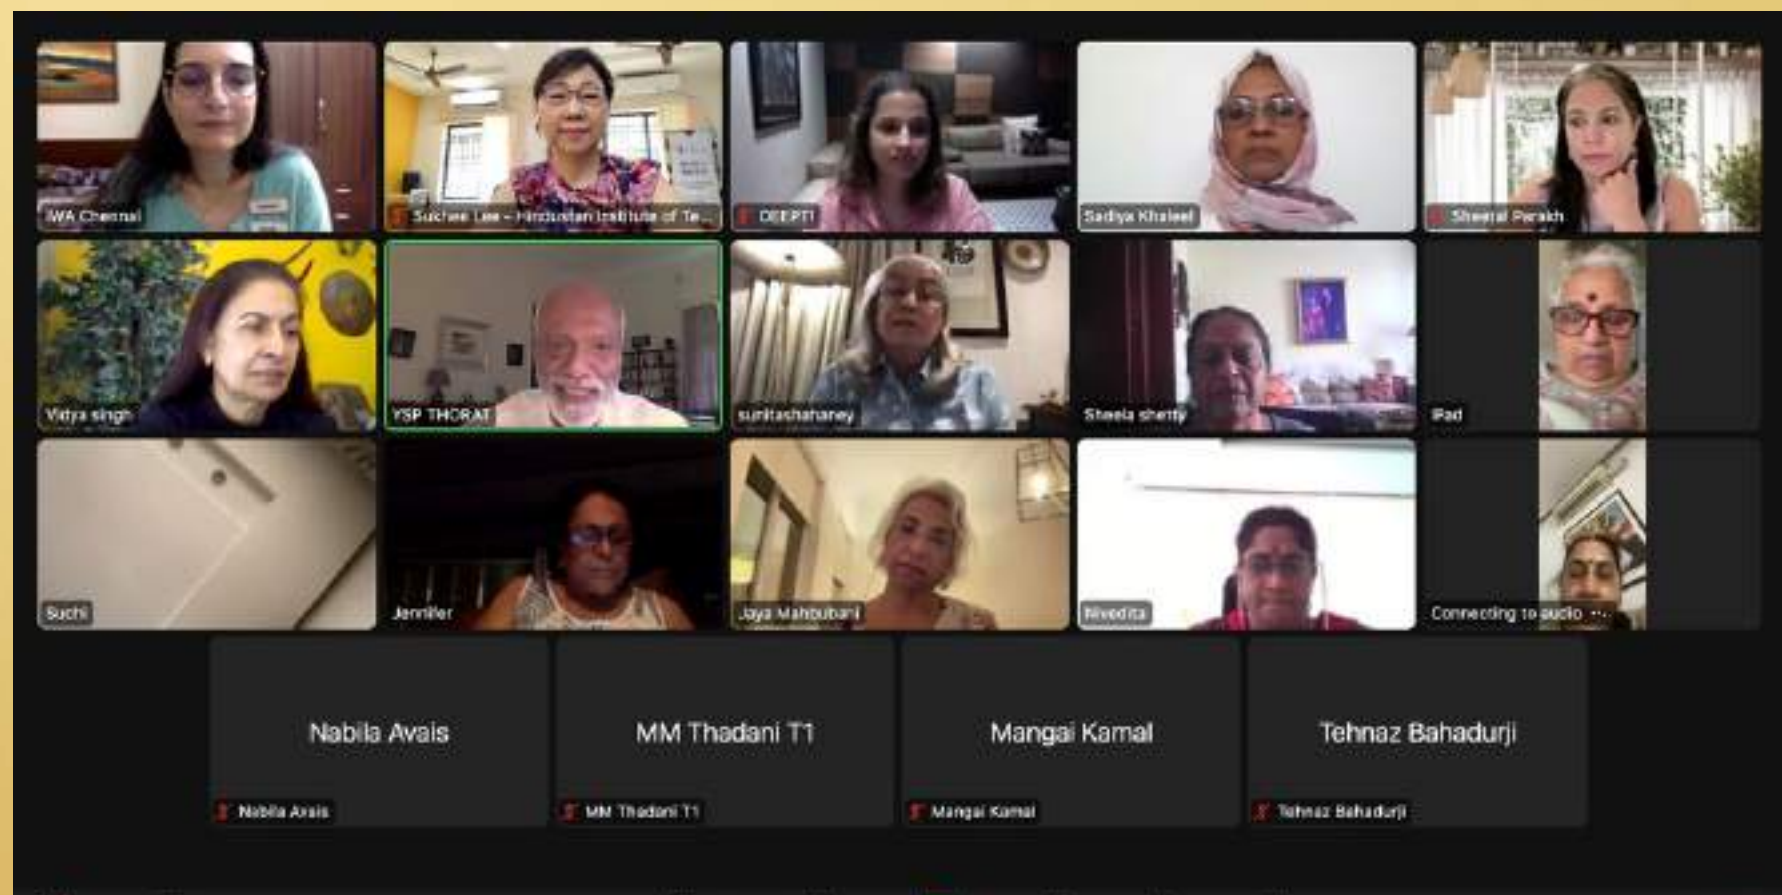 IWA Chennai
Sukhee Lee - Hindustan Institute of Te...
DEEPTI
Sadiya Khaleel
Sheetal Parakh
Vidya singh
YSP THORAT
sunitashahaney
Sheela shetty
iPad
Suchi
Jennifer
Jaya Mahbubani
Nivedita
Connecting to audio ...
Nabila Avais
MM Thadani T1
Mangai Kamal
Tehnaz Bahadurji
Nabila Avais
MM Thadani T1
Mangai Kamal
Tehnaz Bahadurji